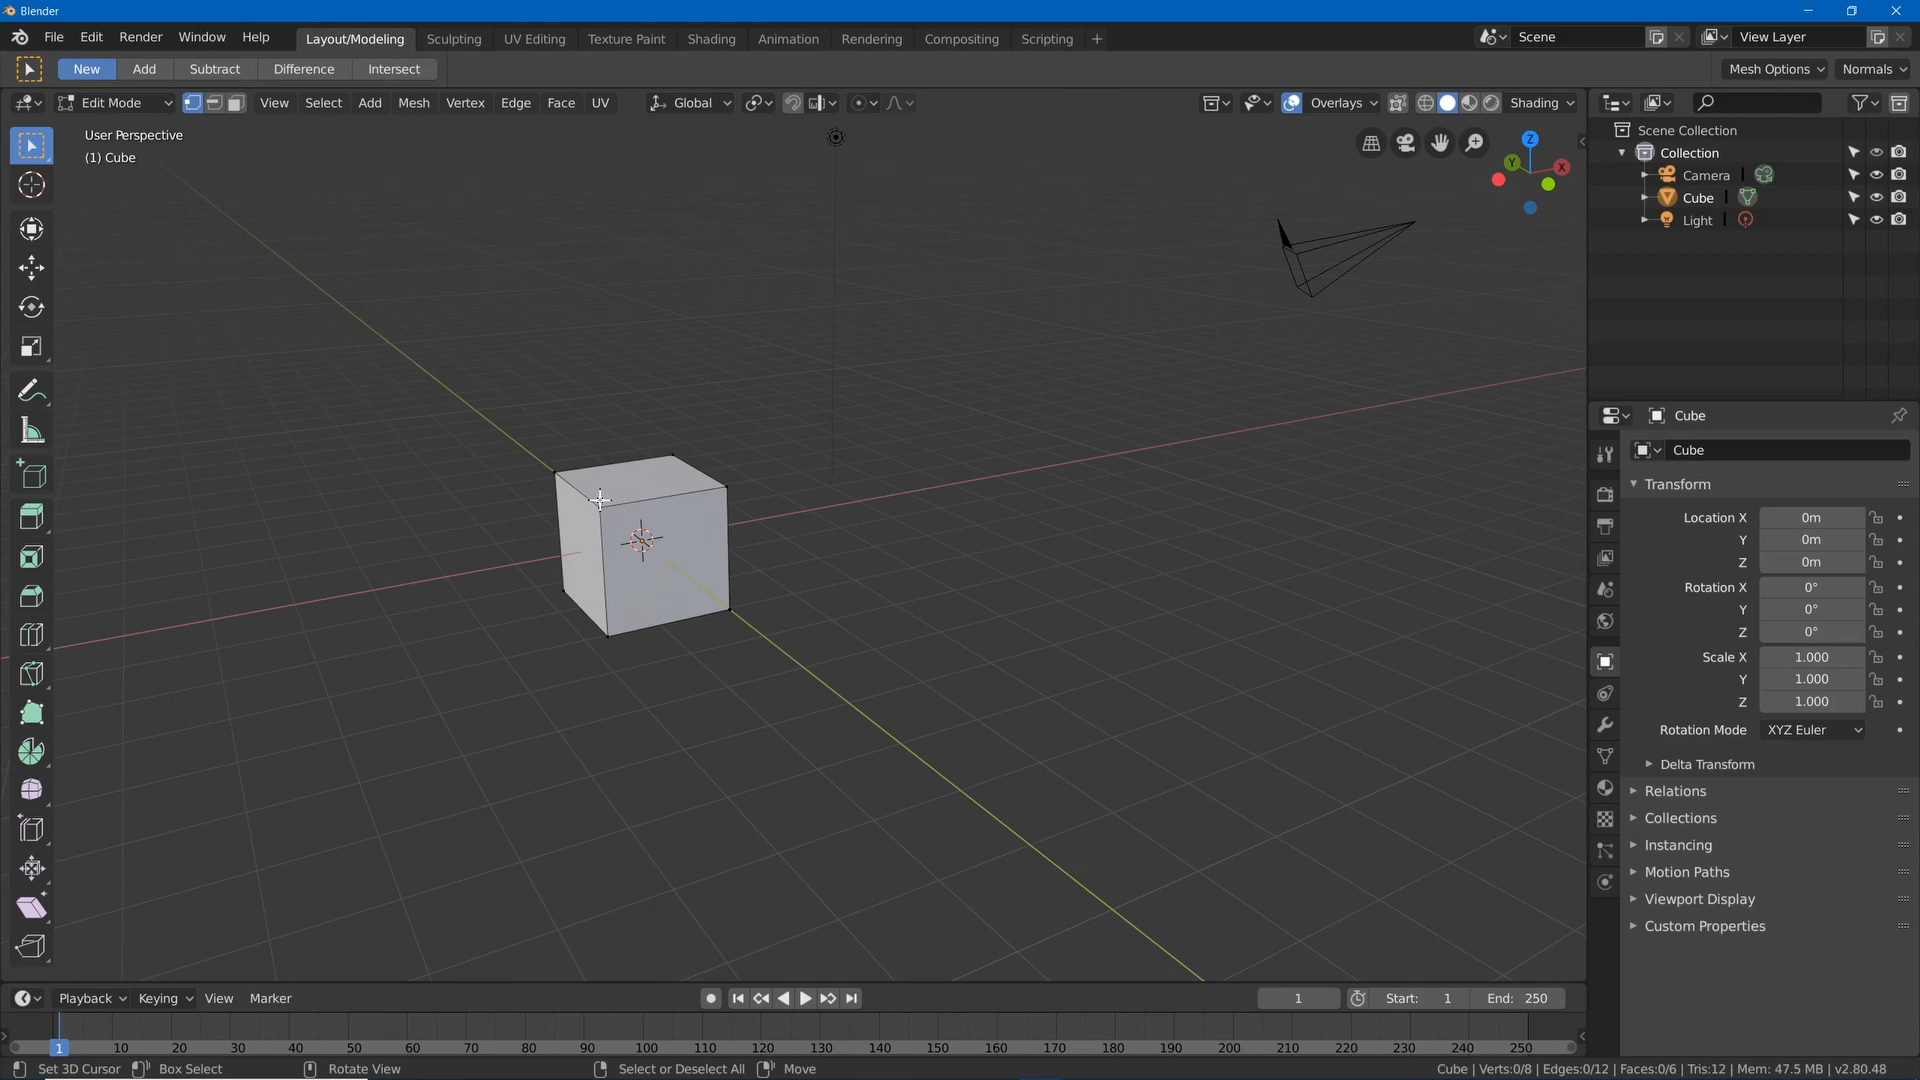 Blender
File Edit Render Window Help Layout/Modeling Sculpting UV Editing Texture Paint Shading Animation Rendering Compositing Scripting + Scene View Layer
New Add Subtract Difference Intersect Mesh Options Normals
Edit Mode View Select Add Mesh Vertex Edge Face UV Global Overlays Shading
User Perspective
(1) Cube
Z
Y
X
Scene Collection
Collection
Camera
Cube
Light
Cube
Cube
Transform
Location X 0m
Y 0m
Z 0m
Rotation X 0°
Y 0°
Z 0°
Scale X 1.000
Y 1.000
Z 1.000
Rotation Mode XYZ Euler
Delta Transform
Relations
Collections
Instancing
Motion Paths
Viewport Display
Custom Properties
Playback Keying View Marker 1 Start: 1 End: 250
1 10 20 30 40 50 60 70 80 90 100 110 120 130 140 150 160 170 180 190 200 210 220 230 240 250
Set 3D Cursor Box Select Rotate View Select or Deselect All Move Cube | Verts:0/8 | Edges:0/12 | Faces:0/6 | Tris:12 | Mem: 47.5 MB | v2.80.48